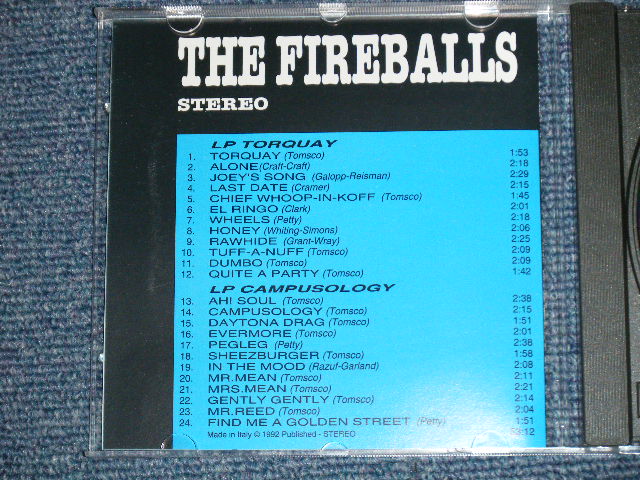 THE FIREBALLS
STEREO
LP TORQUAY
1. TORQUAY (Tomsco) 1:53
2. ALONE (Craft-Craft) 2:18
3. JOEY'S SONG (Galopp-Reisman) 2:29
4. LAST DATE (Cramer) 2:15
5. CHIEF WHOOP-IN-KOFF (Tomsco) 1:45
6. EL RINGO (Clark) 2:01
7. WHEELS (Petty) 2:18
8. HONEY (Whiting-Simons) 2:06
9. RAWHIDE (Grant-Wray) 2:25
10. TUFF-A-NUFF (Tomsco) 2:09
11. DUMBO (Tomsco) 2:09
12. QUITE A PARTY (Tomsco) 1:42
LP CAMPUSOLOGY
13. AH! SOUL (Tomsco) 2:38
14. CAMPUSOLOGY (Tomsco) 2:15
15. DAYTONA DRAG (Tomsco) 1:51
16. EVERMORE (Tomsco) 2:01
17. PEGLEG (Petty) 2:38
18. SHEEZBURGER (Tomsco) 1:58
19. IN THE MOOD (Razuf-Garland) 2:08
20. MR.MEAN (Tomsco) 2:11
21. MRS.MEAN (Tomsco) 2:21
22. GENTLY GENTLY (Tomsco) 2:14
23. MR.REED (Tomsco) 2:04
24. FIND ME A GOLDEN STREET (Petty) 1:51
Made in Italy © 1992 Published - STEREO